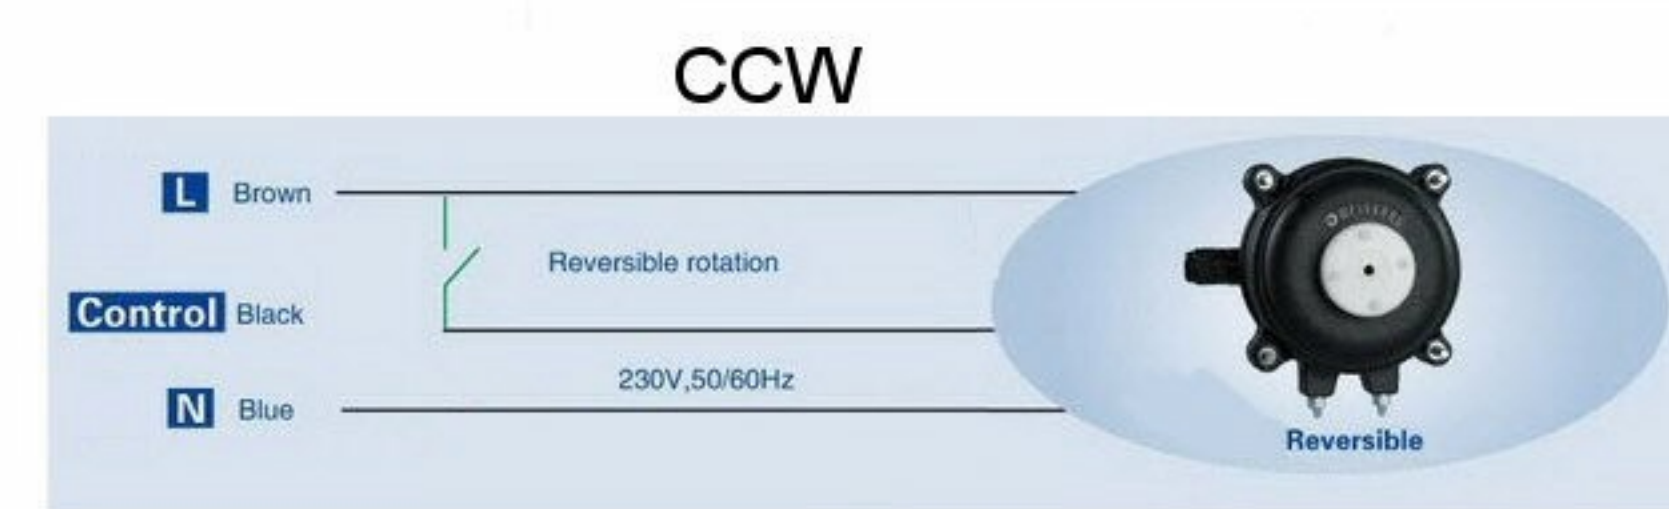 CCW
L Brown
Reversible rotation
Control Black
230V,50/60Hz
N Blue
Reversible